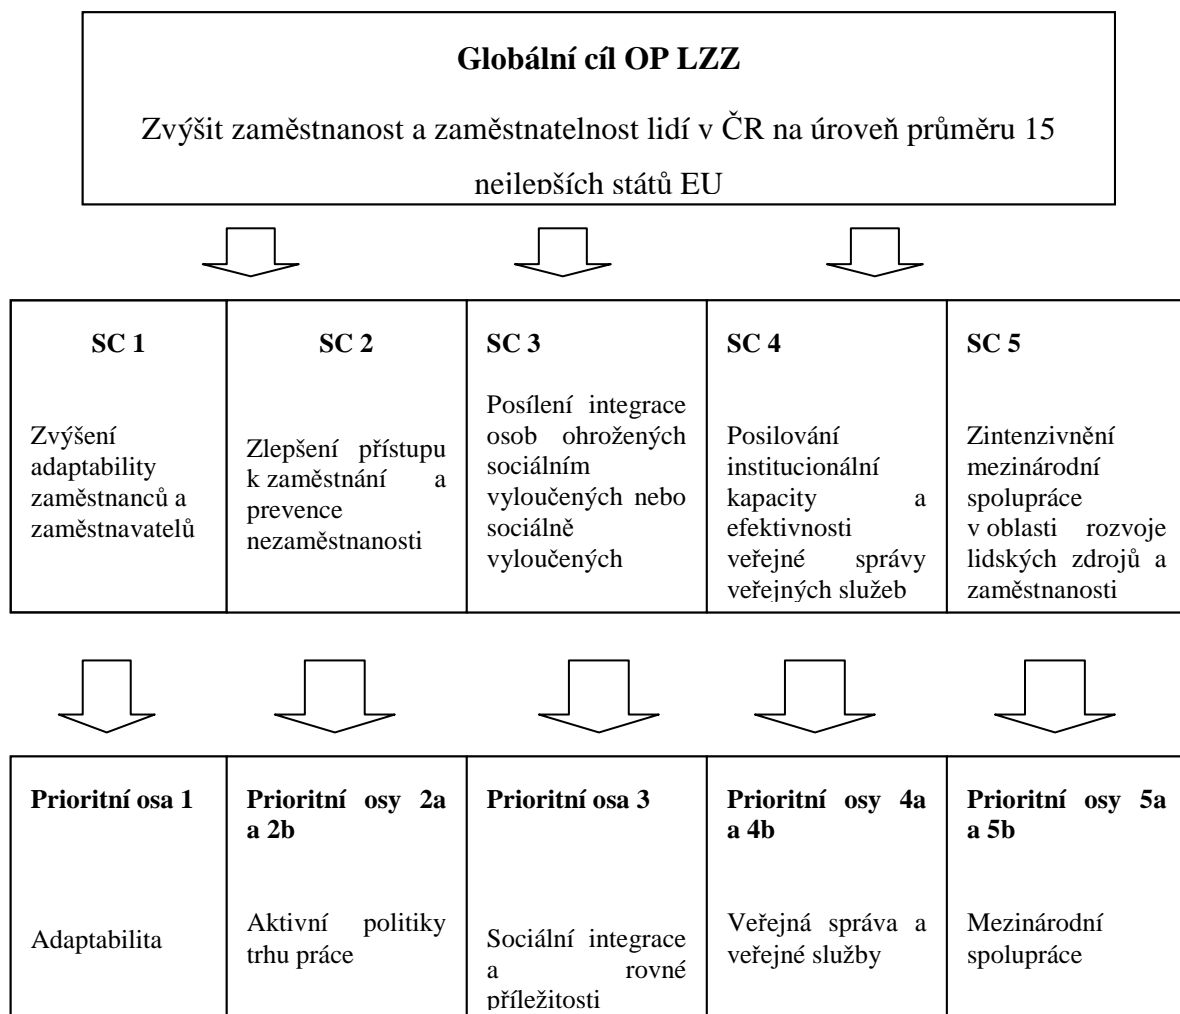 Globální cíl OP LZZ
Zvýšit zaměstnanost a zaměstnatelnost lidí v ČR na úroveň průměru 15
nejlepších států EU
SC 1
Zvýšení
adaptability
zaměstnanců a
zaměstnavatelů
SC 2
Zlepšení přístupu
k zaměstnání a
prevence
nezaměstnanosti
SC 3
Posílení integrace
osob ohrožených
sociálním
vyloučených nebo
sociálně
vyloučených
SC 4
Posilování
institucionální
kapacity a
efektivnosti
veřejné správy
veřejných služeb
SC 5
Zintenzivnění
mezinárodní
spolupráce
v oblasti rozvoje
lidských zdrojů a
zaměstnanosti
Prioritní osa 1
Adaptabilita
Prioritní osy 2a
a 2b
Aktivní politiky
trhu práce
Prioritní osa 3
Sociální integrace
a rovné
příležitosti
Prioritní osy 4a
a 4b
Veřejná správa a
veřejné služby
Prioritní osy 5a
a 5b
Mezinárodní
spolupráce